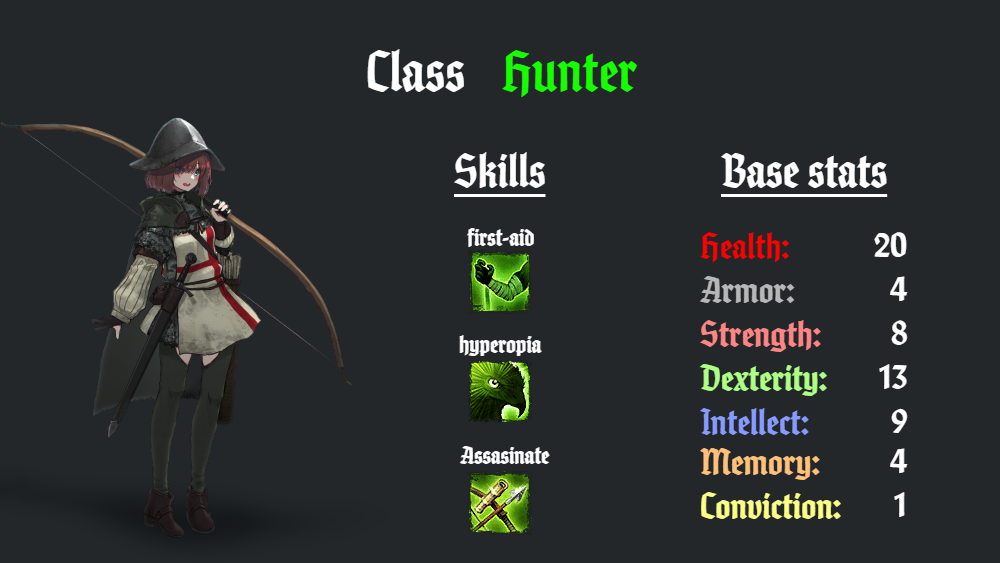 Class Hunter
Skills
first-aid
hyperopia
Assasinate
Base stats
Health: 20
Armor: 4
Strength: 8
Dexterity: 13
Intellect: 9
Memory: 4
Conviction: 1